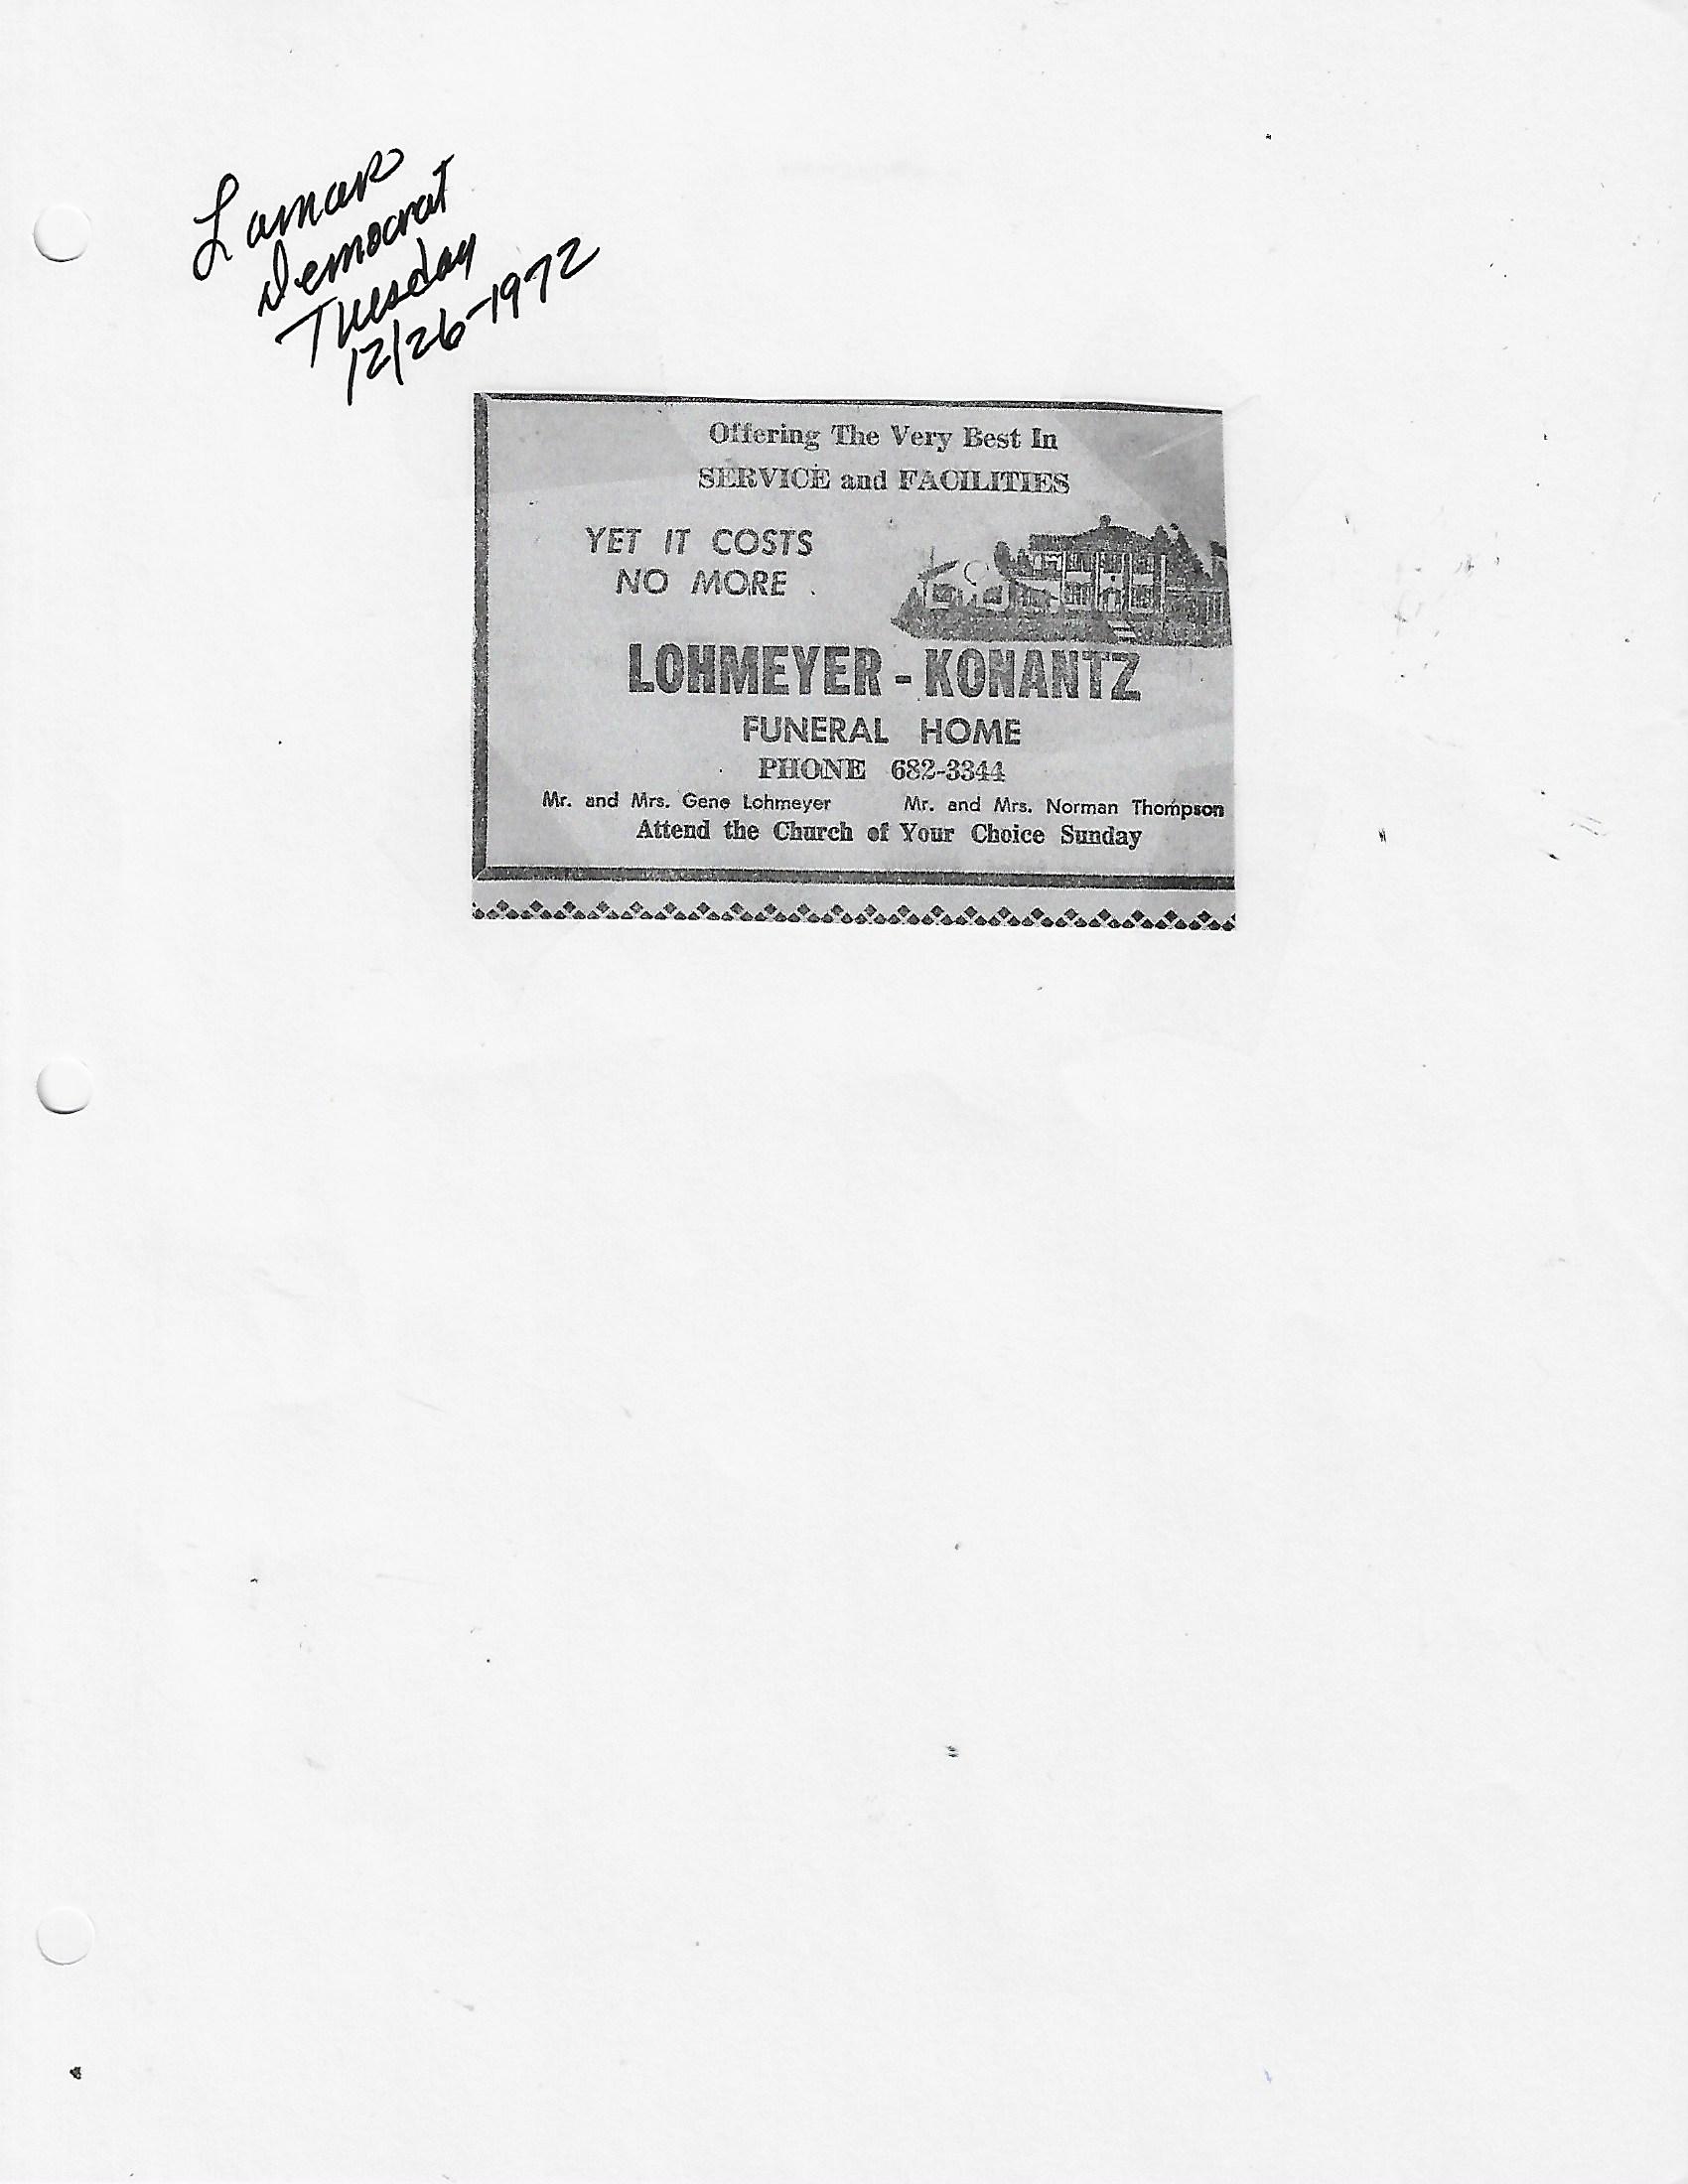 Lamar
Democrat
Tuesday
12/26-1972
Offering The Very Best In
SERVICE and FACILITIES
YET IT COSTS
NO MORE
LOHMEYER - KONANTZ
FUNERAL HOME
PHONE 682-3344
Mr. and Mrs. Gene Lohmeyer Mr. and Mrs. Norman Thompson
Attend the Church of Your Choice Sunday